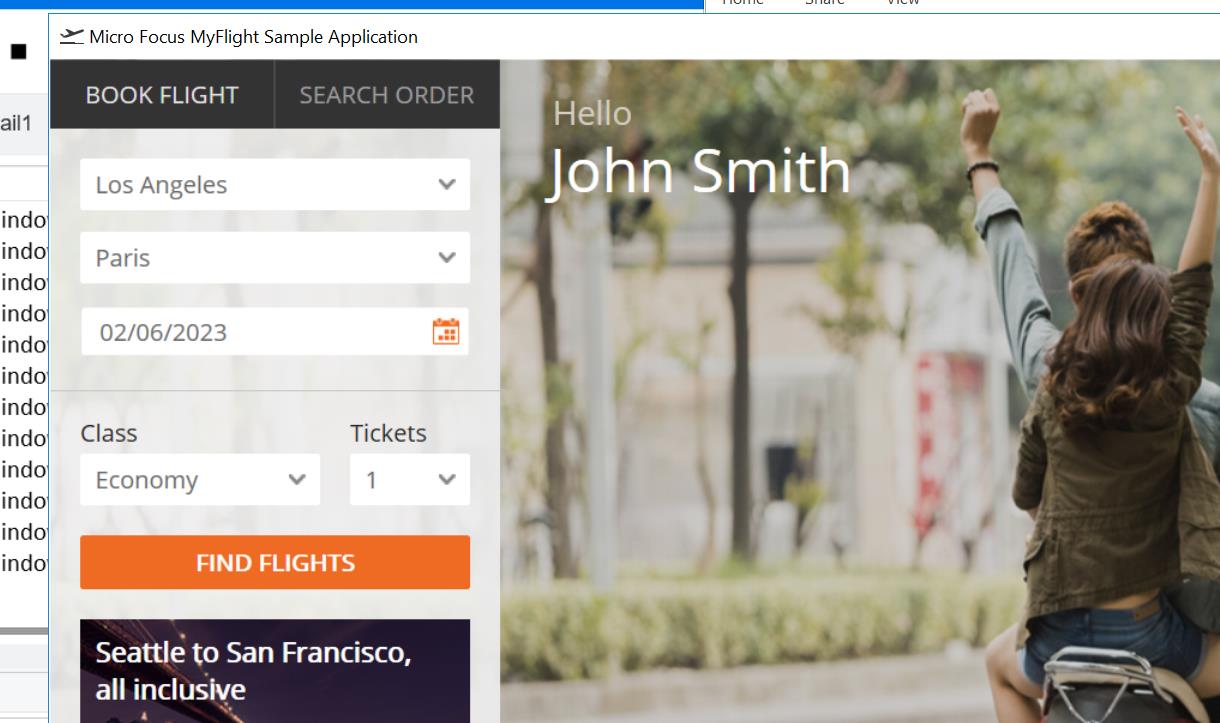 Home Share View
Micro Focus MyFlight Sample Application
BOOK FLIGHT SEARCH ORDER
Hello
John Smith
Los Angeles
Paris
02/06/2023
Class Tickets
Economy 1
FIND FLIGHTS
Seattle to San Francisco,
all inclusive
ail1
indo
indo
indo
indo
indo
indo
indo
indo
indo
indo
indo
indo